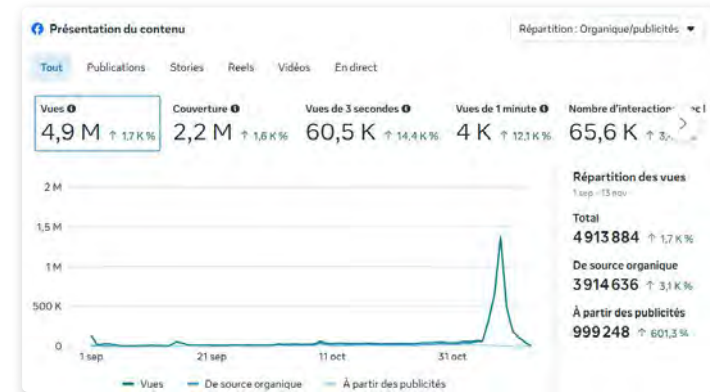 Présentation du contenu
Répartition : Organique/publicités
Tout Publications Stories Reels Vidéos En direct
Vues Couverture Vues de 3 secondes Vues de 1 minute Nombre
4,9 M ↑ 1,7 K % 2,2 M ↑ 1,6 K % 60,5 K ↑ 14,4 K % 4 K ↑ 12,1 K % 65,6 K ↑
Répartition des vues
1 sep – 13 nov
Total
4 913 884 ↑ 1,7 K %
De source organique
3 914 636 ↑ 3,1 K %
À partir des publicités
999 248 ↑ 601,3 %
2 M
1,5 M
1 M
500 K
0
1 sep 21 sep 11 oct 31 oct
Vues De source organique À partir des publicités